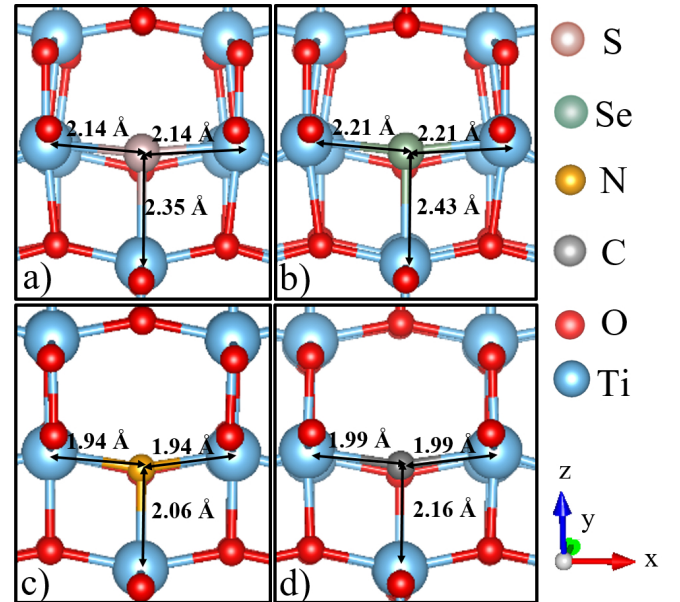 2.14 Å
2.14 Å
2.35 Å
a)
2.21 Å
2.21 Å
2.43 Å
b)
1.94 Å
1.94 Å
2.06 Å
c)
1.99 Å
1.99 Å
2.16 Å
d)
S
Se
N
C
O
Ti
z
y
x